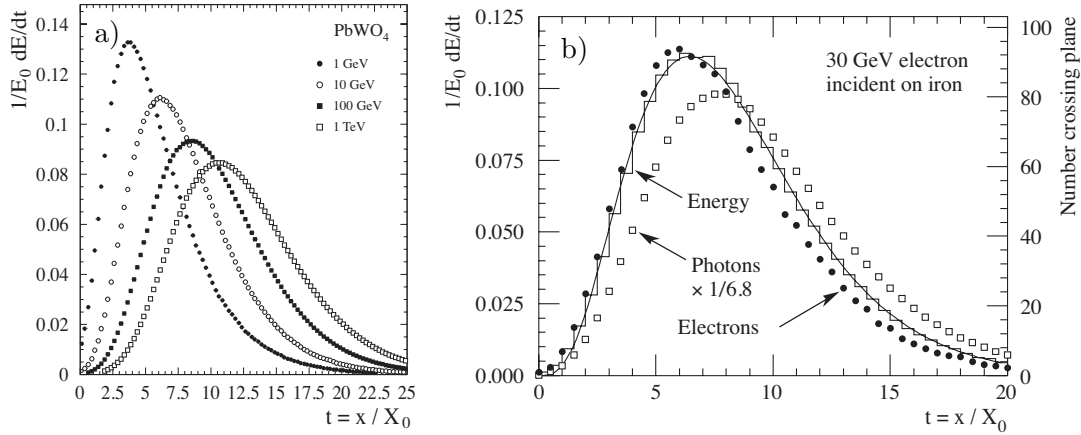 a)
PbWO₄
1 GeV
10 GeV
100 GeV
1 TeV
1/E₀ dE/dt
0.14
0.12
0.1
0.08
0.06
0.04
0.02
0
0 2.5 5 7.5 10 12.5 15 17.5 20 22.5 25
t = x / X₀
b)
30 GeV electron
incident on iron
Energy
Photons
× 1/6.8
Electrons
1/E₀ dE/dt
0.125
0.100
0.075
0.050
0.125
0.000
0 5 10 15 20
t = x / X₀
100
80
60
40
20
0
Number crossing plane